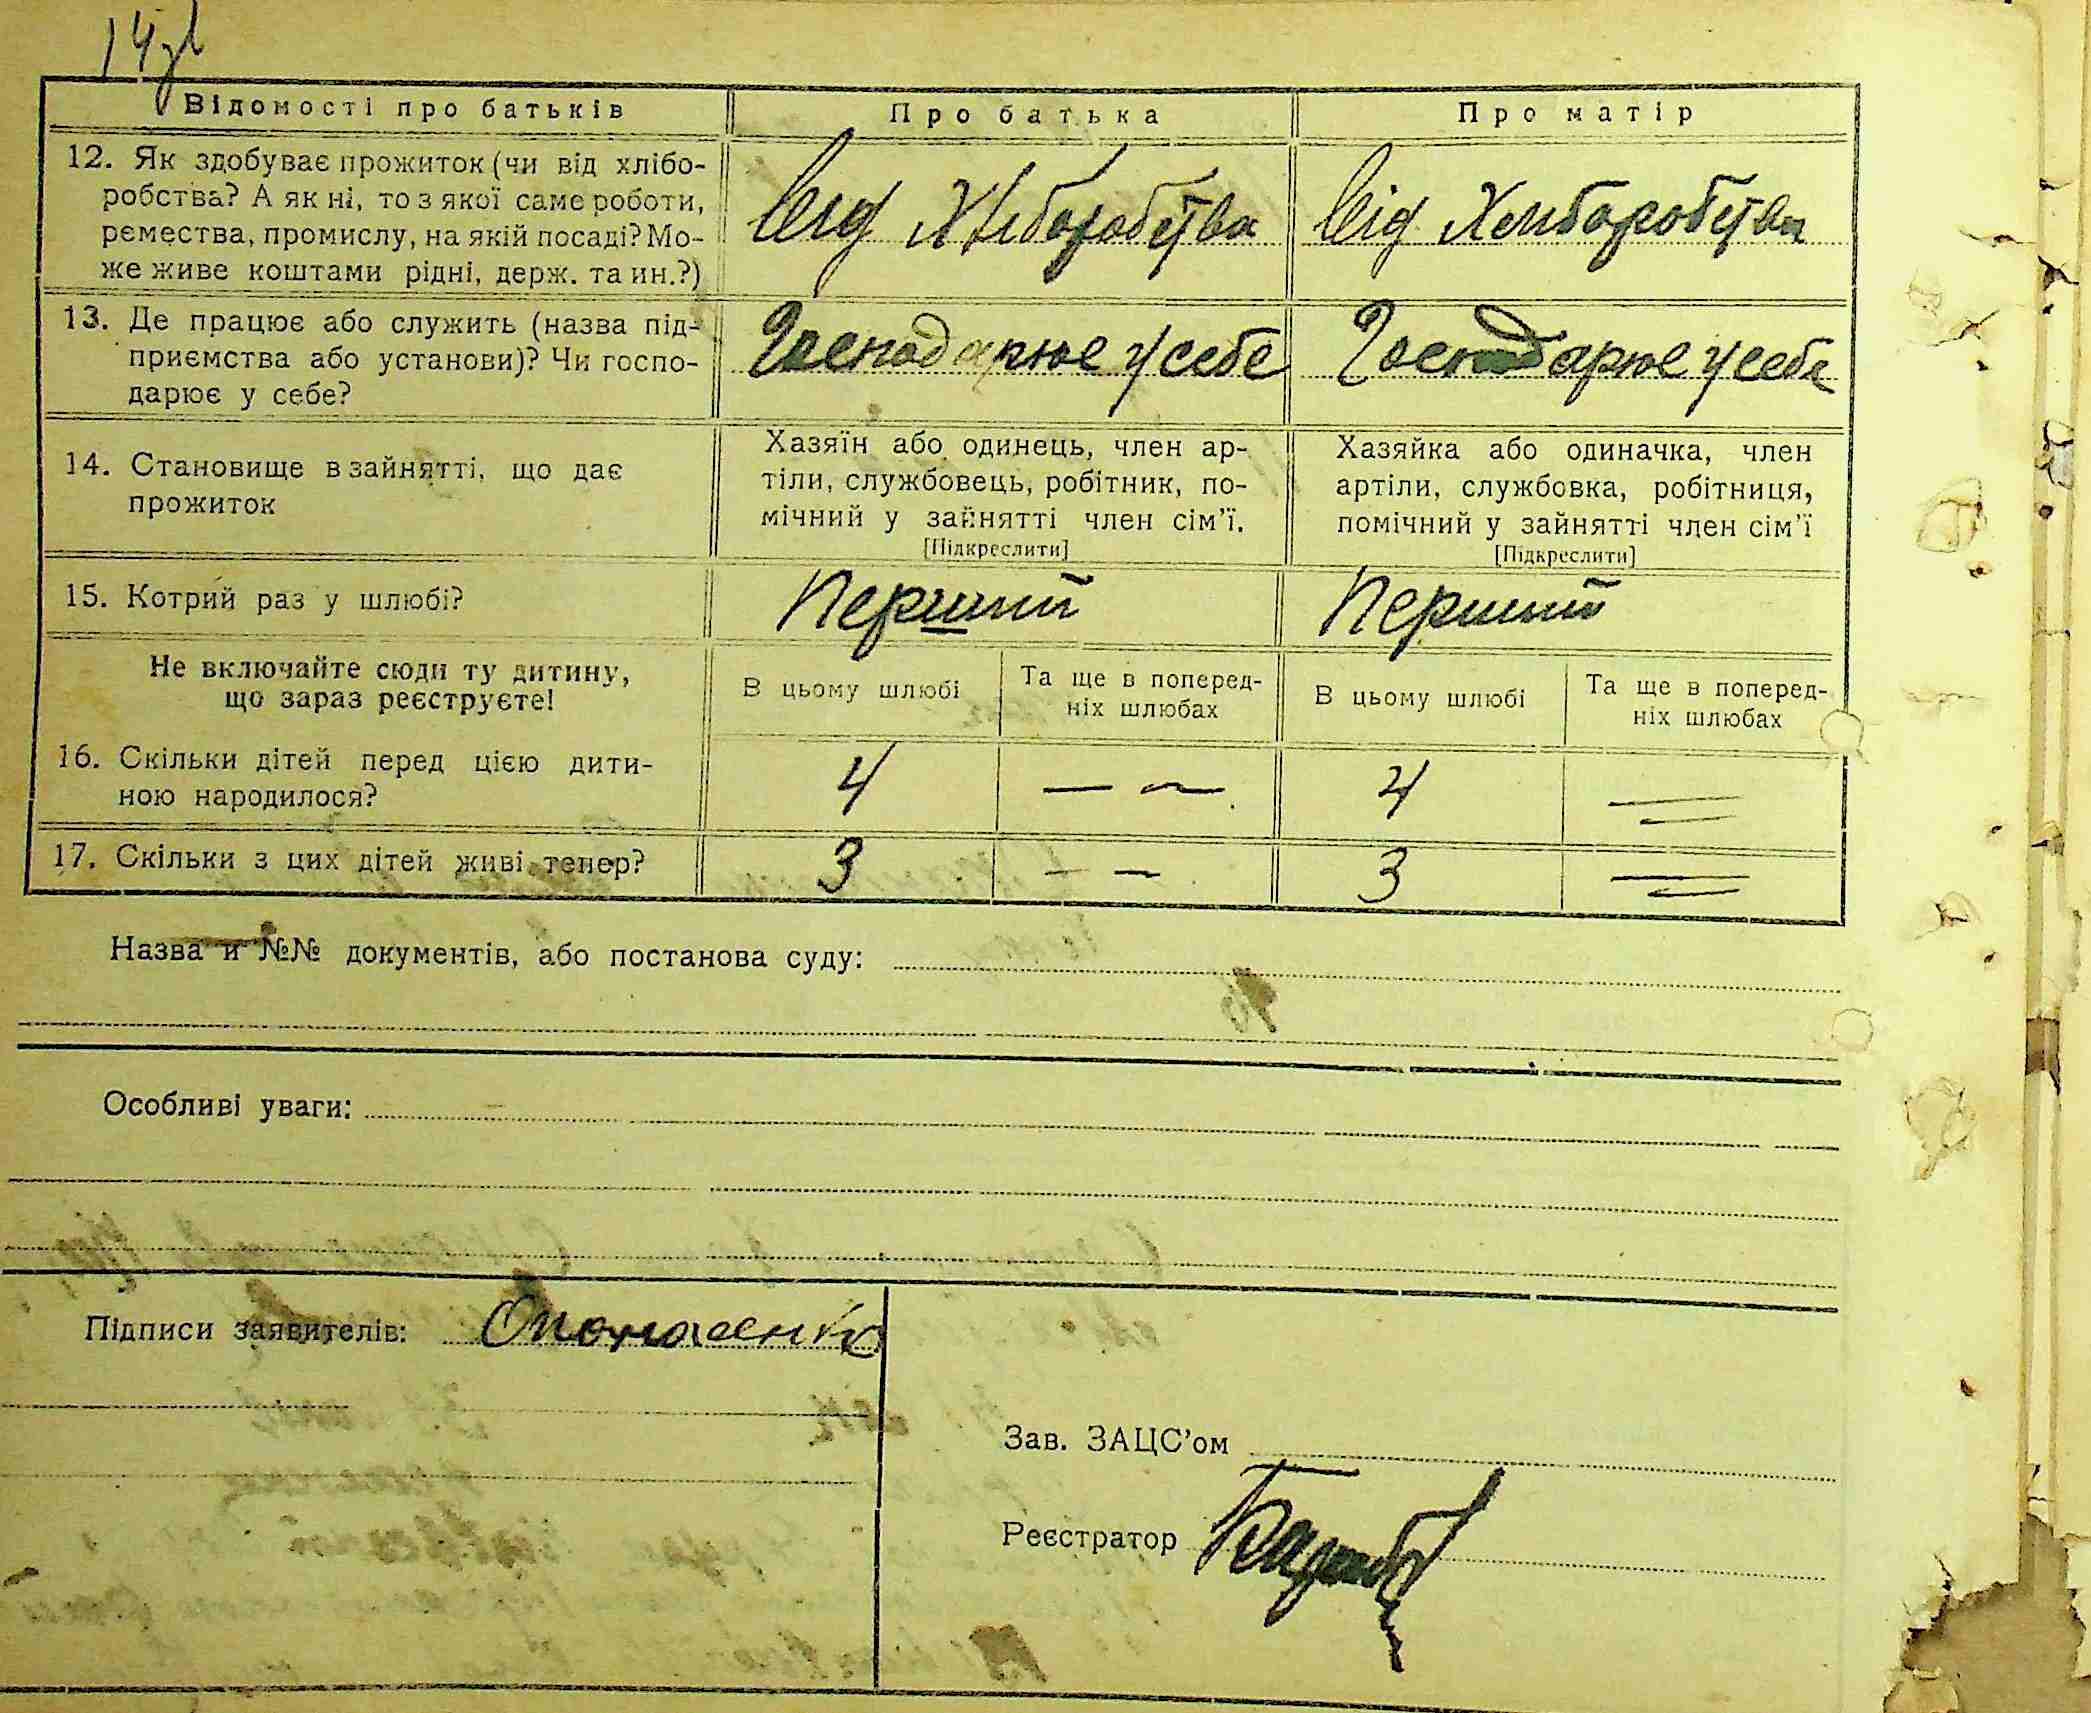 Відомості про батьків
Про батька
Про матір
12. Як здобуває прожиток (чи від хлібо-
робства? А як ні, то з якої саме роботи,
ремества, промислу, на якій посаді? Мо-
же живе коштами рідні, держ. та ин.?)
Від Хліборобства
Від Хлиборобства
13. Де працює або служить (назва під-
приємства або установи)? Чи госпо-
дарює у себе?
Господарює у себе
Господарює у себе
14. Становище в зайнятті, що дає
прожиток
Хазяїн або одинець, член ар-
тіли, службовець, робітник, по-
мічний у зайнятті член сім'ї.
[Підкреслити]
Хазяйка або одиначка, член
артіли, службовка, робітниця,
помічний у зайнятті член сім'ї
[Підкреслити]
15. Котрий раз у шлюбі?
Перший
Перший
Не включайте сюди ту дитину,
що зараз реєструєте!
В цьому шлюбі
Та ще в поперед-
ніх шлюбах
В цьому шлюбі
Та ще в поперед-
ніх шлюбах
16. Скільки дітей перед цією дити-
ною народилося?
4
— —
4
—
17. Скільки з цих дітей живі тепер?
3
— —
3
—
Назва и №№ документів, або постанова суду:
Особливі уваги:
Підписи заявителів:
Зав. ЗАЦС'ом
Реєстратор